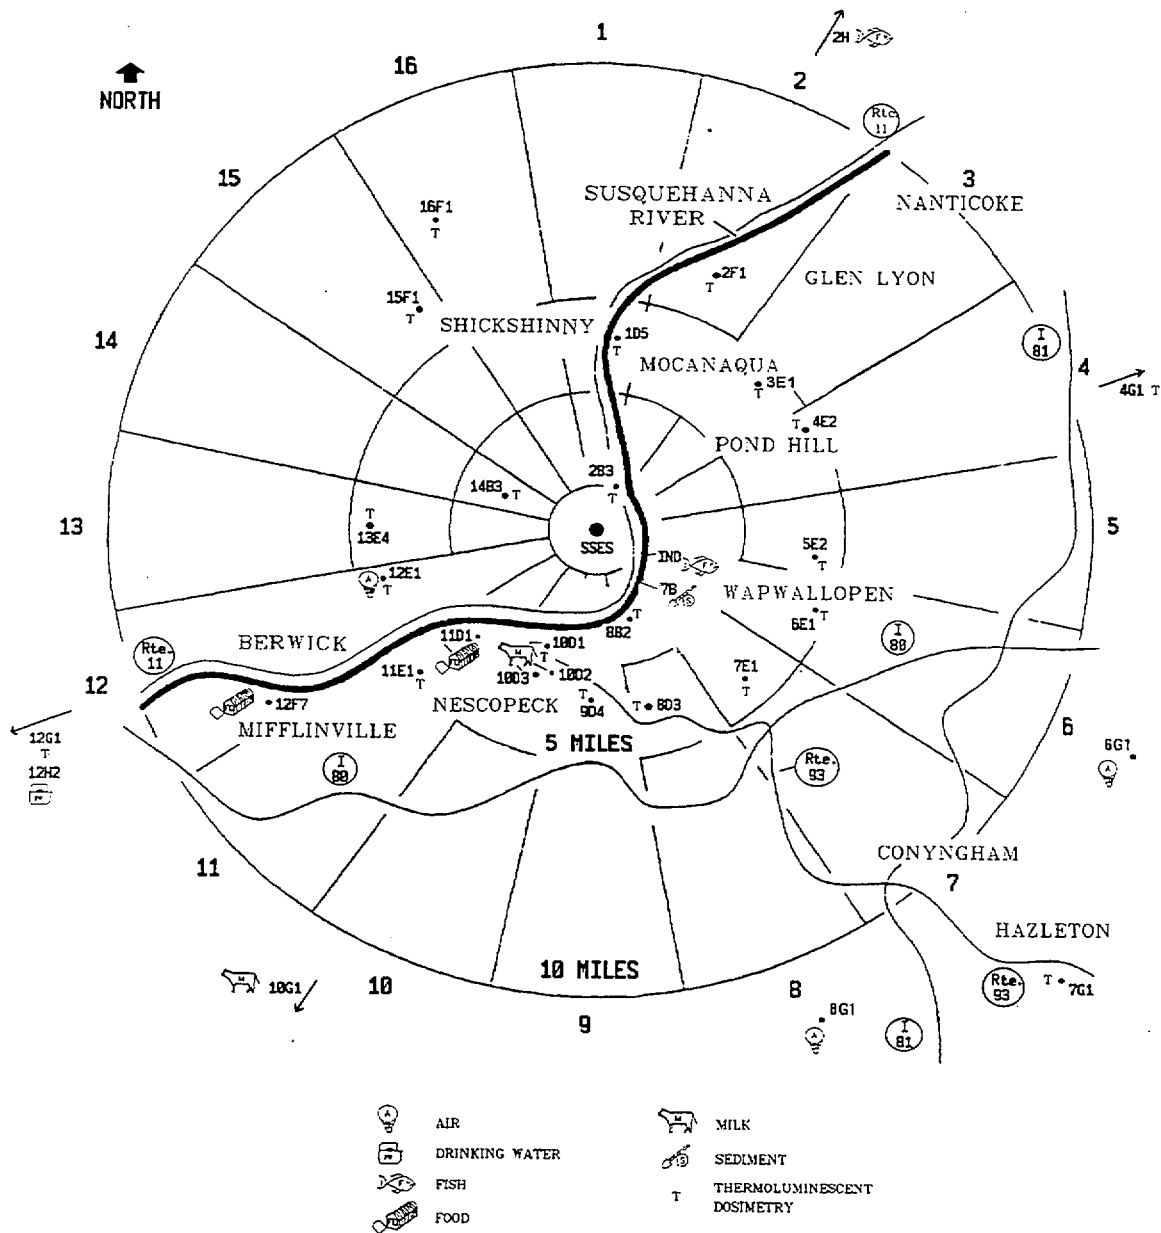 1
2H
2
16
NORTH
Rte.
11
15
3
SUSQUEHANNA
RIVER
NANTICOKE
16F1
T
2F1
T
GLEN LYON
15F1
T
SHICKSHINNY
1D5
T
14
I
81
MOCANAQUA
3E1
T
4
4G1 T
T
4E2
POND HILL
2B3
T
14B3
T
13
T
13E4
SSES
5
5E2
T
IND
A
12E1
T
7B
WAPWALLOPEN
6E1
T
8B2
T
BERWICK
Rte.
11
11D1
M
10D1
T
10D3
10D2
I
80
12
11E1
T
7E1
T
12F7
NESCOPECK
T
9D4
T
8D3
MIFFLINVILLE
5 MILES
12G1
T
12H2
I
80
Rte.
93
6
6G1
A
CONYNGHAM
7
11
HAZLETON
M
10G1
10
10 MILES
8
Rte.
93
T
7G1
9
8G1
A
I
81
A
AIR
M
MILK
DRINKING WATER
S
SEDIMENT
F
FISH
T
THERMOLUMINESCENT
DOSIMETRY
FOOD